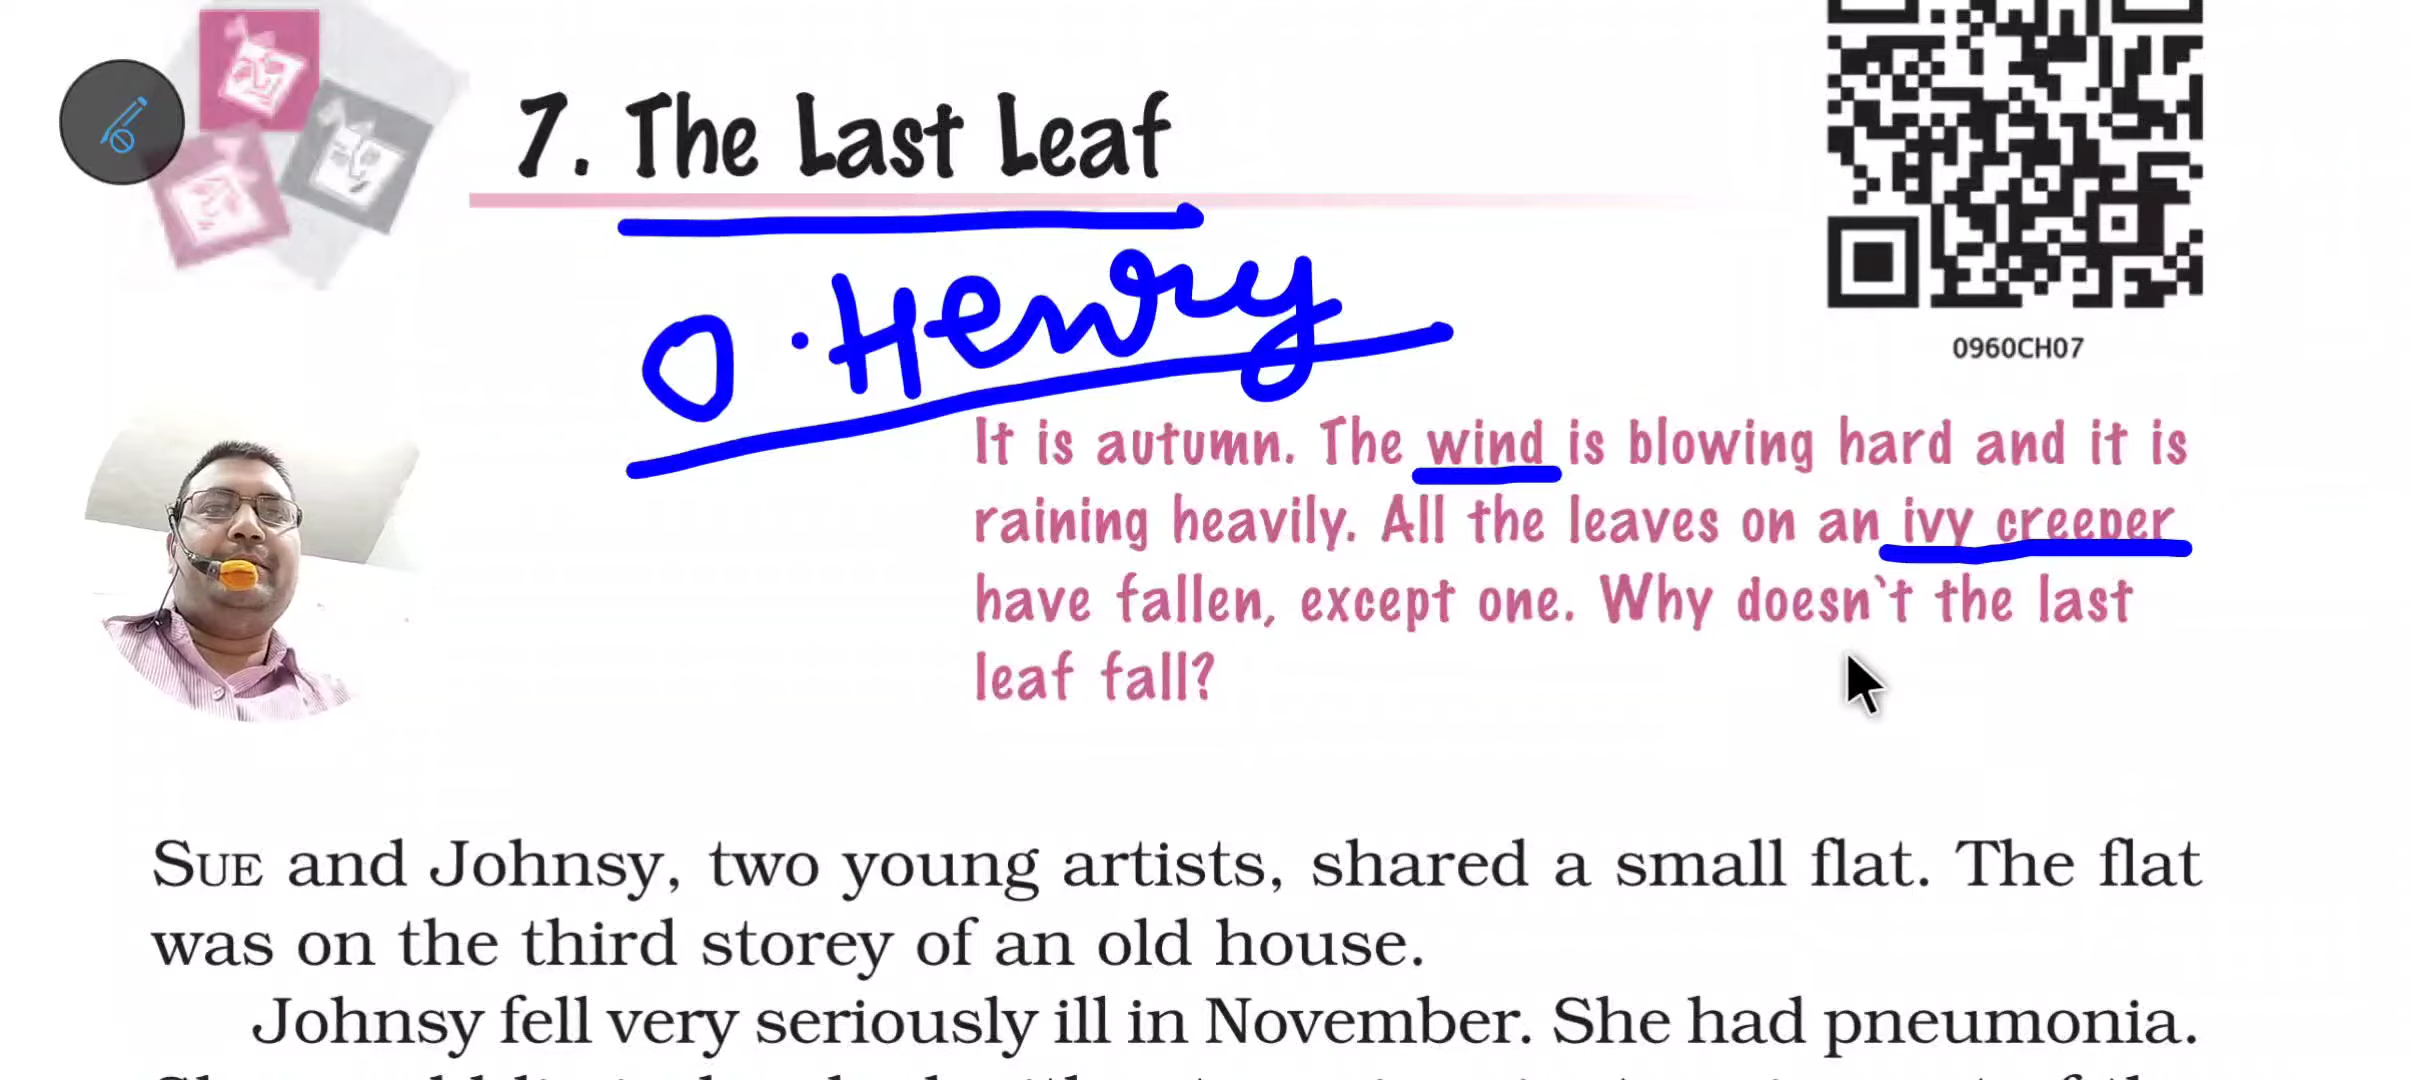 7. The Last Leaf
O. Henry
0960CH07
It is autumn. The wind is blowing hard and it is
raining heavily. All the leaves on an ivy creeper
have fallen, except one. Why doesn`t the last
leaf fall?
SUE and Johnsy, two young artists, shared a small flat. The flat
was on the third storey of an old house.
Johnsy fell very seriously ill in November. She had pneumonia.